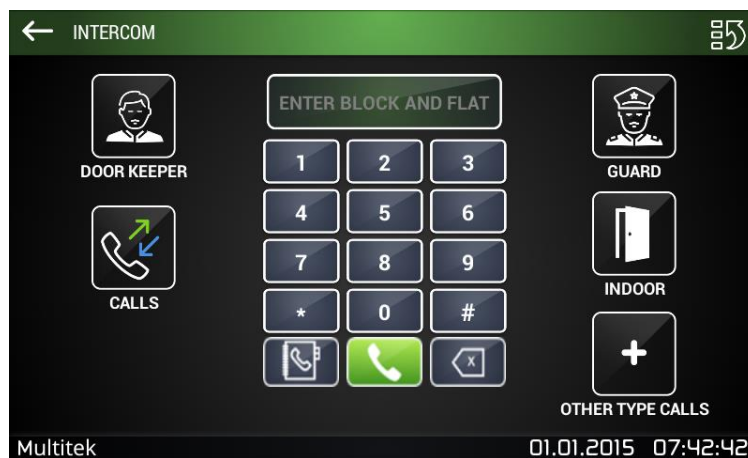 INTERCOM
ENTER BLOCK AND FLAT
DOOR KEEPER
CALLS
1 2 3
4 5 6
7 8 9
* 0 #
x
GUARD
INDOOR
OTHER TYPE CALLS
Multitek
01.01.2015 07:42:42